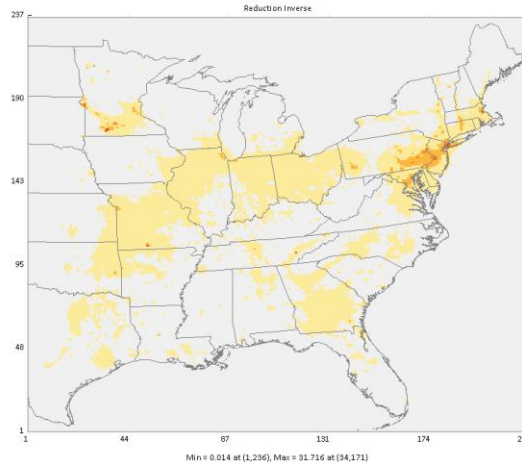 Reduction Inverse
237
190
143
95
48
1
1 44 87 131 174
Min = 0.014 at (1,236), Max = 31.716 at (34,171)